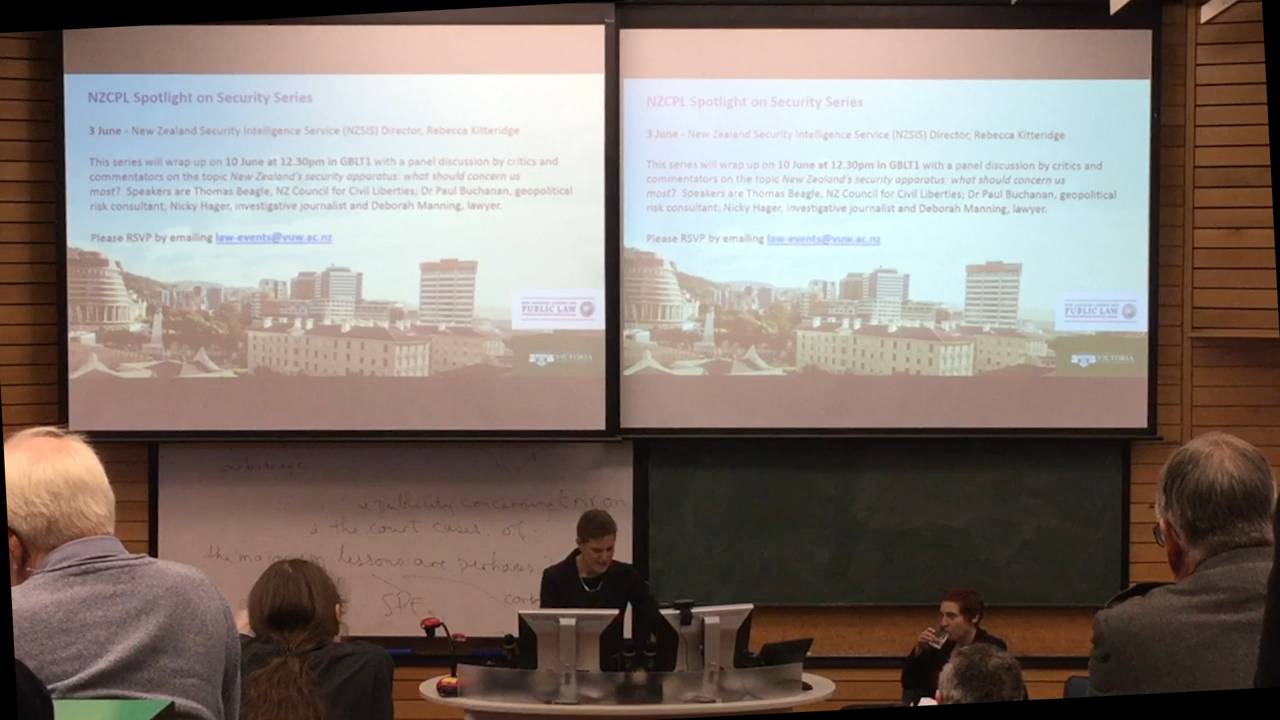 NZCPL Spotlight on Security Series
3 June - New Zealand Security Intelligence Service (NZSIS) Director, Rebecca Kitteridge
This series will wrap up on 10 June at 12.30pm in GBLT1 with a panel discussion by critics and
commentators on the topic New Zealand's security apparatus: what should concern us
most? Speakers are Thomas Beagle, NZ Council for Civil Liberties; Dr Paul Buchanan, geopolitical
risk consultant; Nicky Hager, investigative journalist and Deborah Manning, lawyer.
Please RSVP by emailing law-events@vuw.ac.nz
PUBLIC LAW
VICTORIA
NZCPL Spotlight on Security Series
3 June - New Zealand Security Intelligence Service (NZSIS) Director, Rebecca Kitteridge
This series will wrap up on 10 June at 12.30pm in GBLT1 with a panel discussion by critics and
commentators on the topic New Zealand's security apparatus: what should concern us
most? Speakers are Thomas Beagle, NZ Council for Civil Liberties; Dr Paul Buchanan, geopolitical
risk consultant; Nicky Hager, investigative journalist and Deborah Manning, lawyer.
Please RSVP by emailing law-events@vuw.ac.nz
PUBLIC LAW
VICTORIA
arbitrage
publicity concerning Enron
the court cases, of
the main lessons are perhaps
SPE